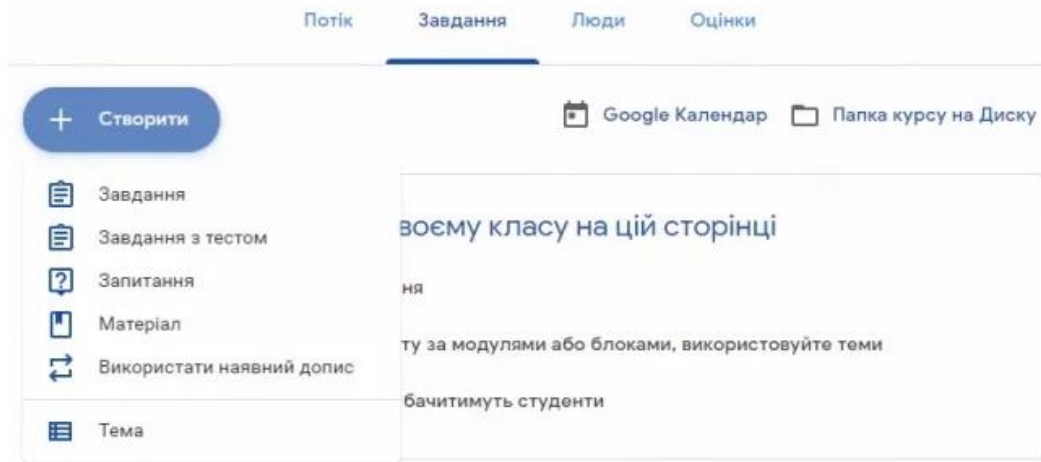 Потік Завдання Люди Оцінки
+ Створити Google Календар Папка курсу на Диску
Завдання
Завдання з тестом
Запитання
Матеріал
Використати наявний допис
Тема
воєму класу на цій сторінці
ня
ту за модулями або блоками, використовуйте теми
бачитимуть студенти